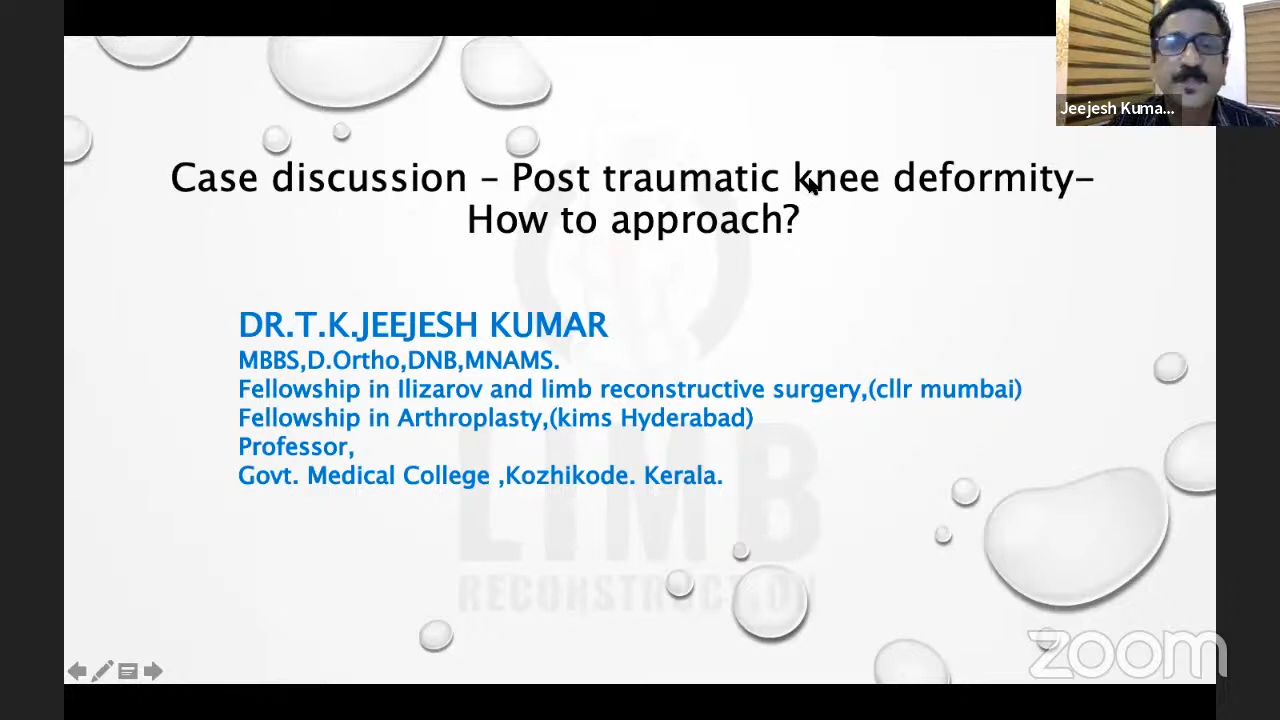 Jeejesh Kuma...
Case discussion – Post traumatic knee deformity–
How to approach?
DR.T.K.JEEJESH KUMAR
MBBS,D.Ortho,DNB,MNAMS.
Fellowship in Ilizarov and limb reconstructive surgery,(cllr mumbai)
Fellowship in Arthroplasty,(kims Hyderabad)
Professor,
Govt. Medical College ,Kozhikode. Kerala.
LIMB
RECONSTRUCTION
zoom